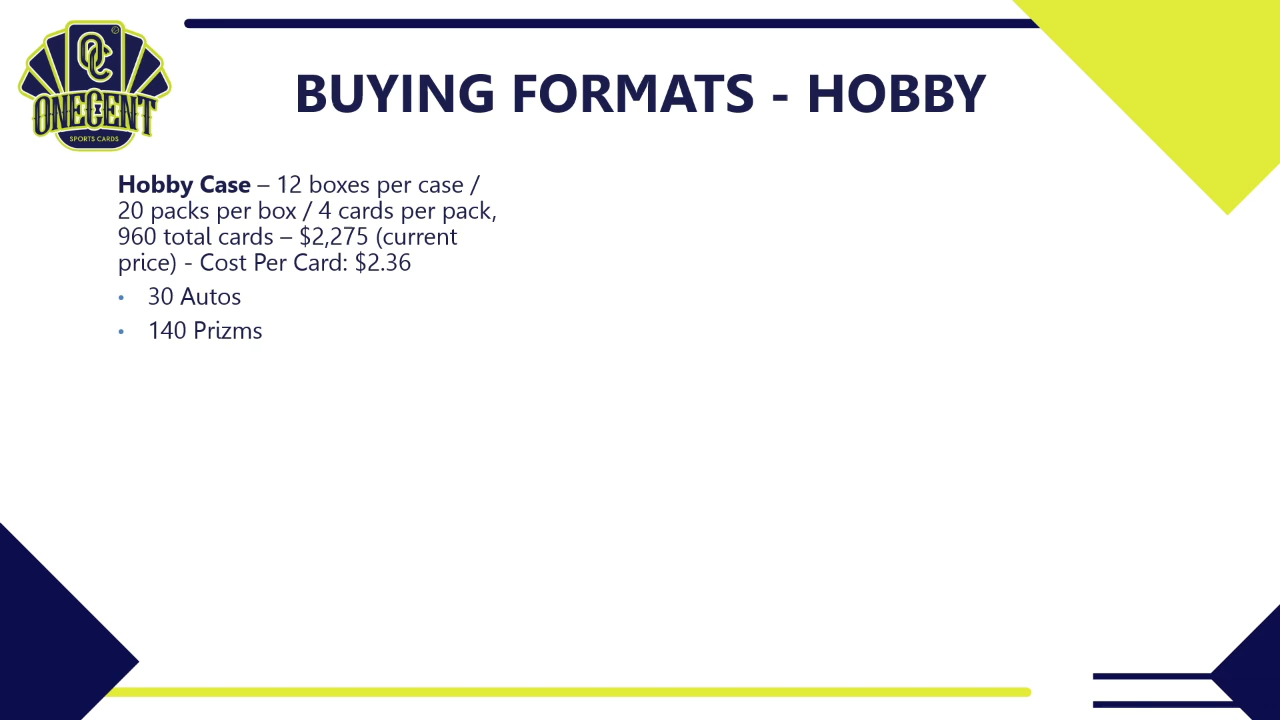 OC
ONECENT
SPORTS CARDS
BUYING FORMATS - HOBBY
Hobby Case – 12 boxes per case /
20 packs per box / 4 cards per pack,
960 total cards – $2,275 (current
price) - Cost Per Card: $2.36
• 30 Autos
• 140 Prizms